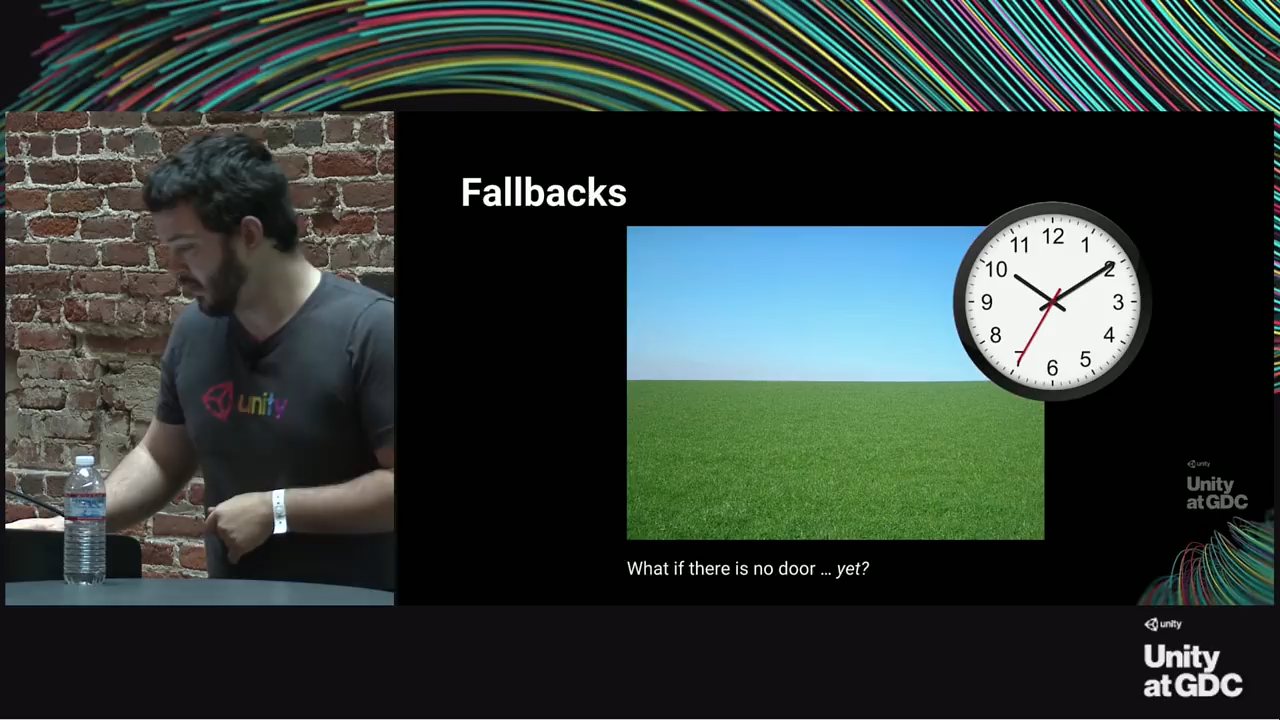 Fallbacks
12
11
1
10
2
9
3
8
4
7
5
6
unity
What if there is no door ... yet?
unity
Unity
at GDC
unity
Unity
at GDC